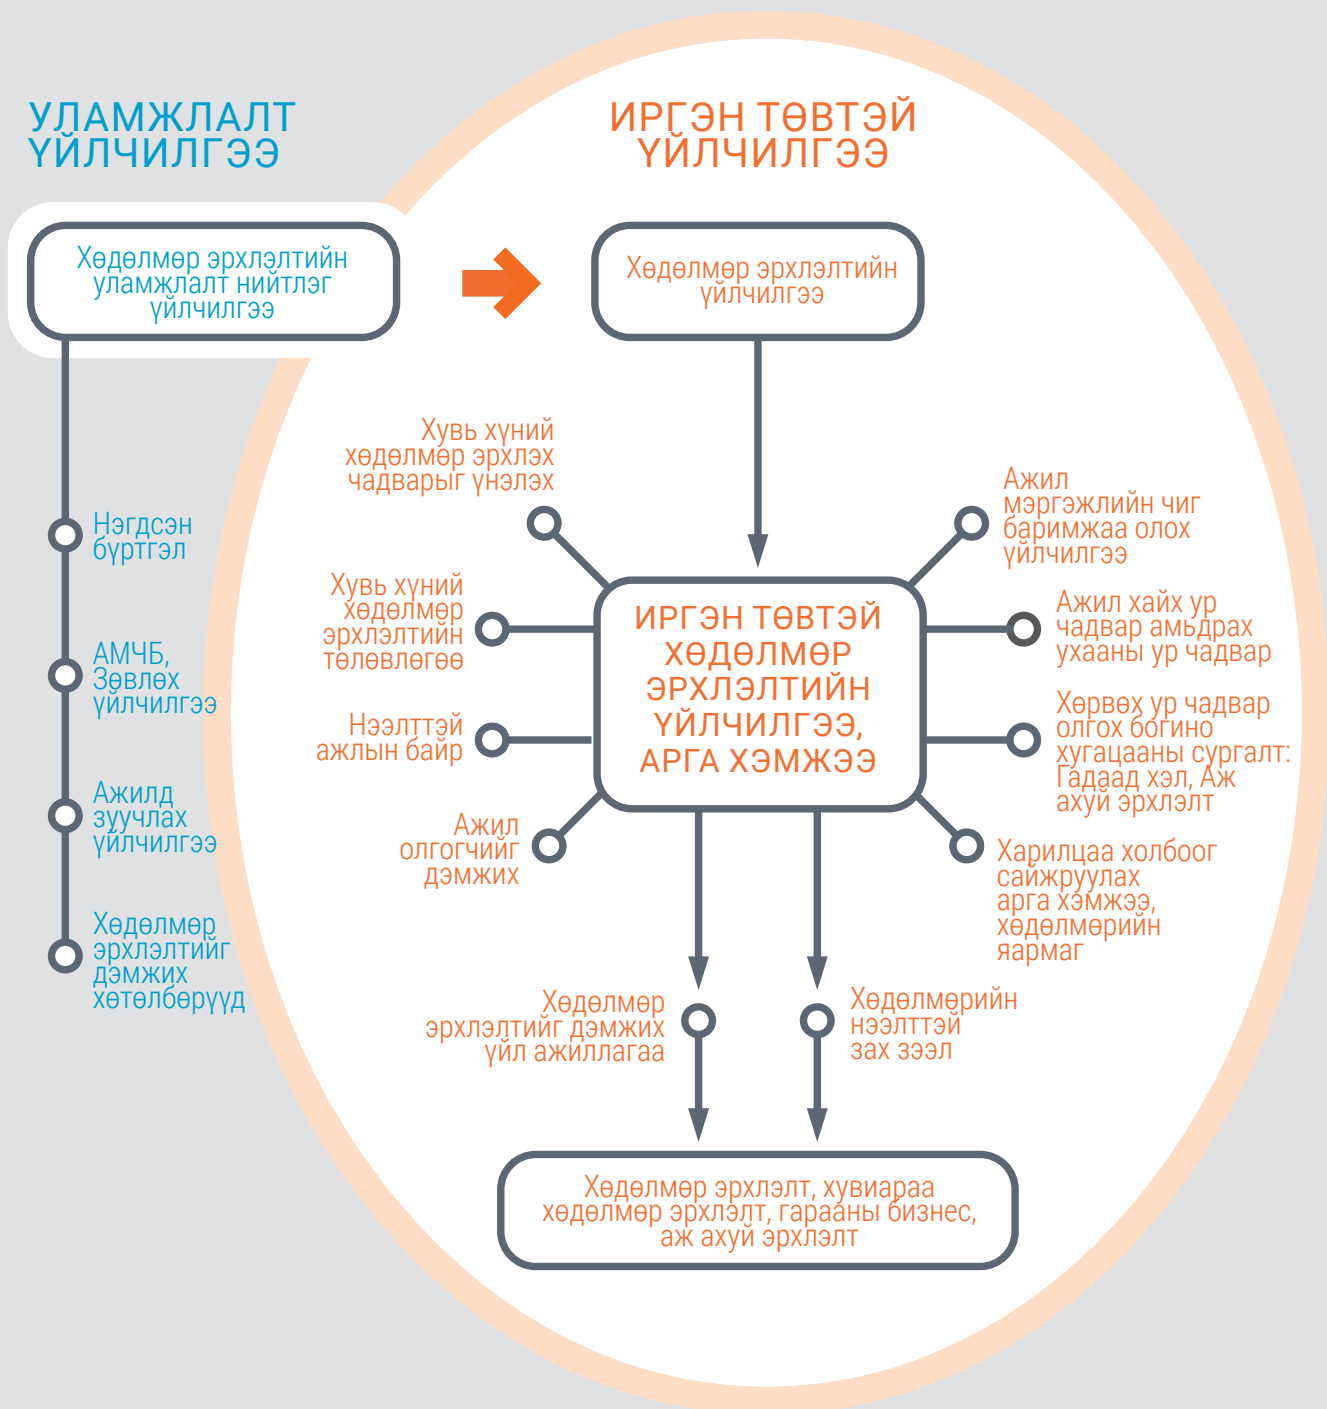 УЛАМЖЛАЛТ
ҮЙЛЧИЛГЭЭ
Хөдөлмөр эрхлэлтийн
уламжлалт нийтлэг
үйлчилгээ
Нэгдсэн
бүртгэл
АМЧБ,
Зөвлөх
үйлчилгээ
Ажилд
зуучлах
үйлчилгээ
Хөдөлмөр
эрхлэлтийг
дэмжих
хөтөлбөрүүд
ИРГЭН ТӨВТЭЙ
ҮЙЛЧИЛГЭЭ
Хөдөлмөр эрхлэлтийн
үйлчилгээ
Хувь хүний
хөдөлмөр эрхлэх
чадварыг үнэлэх
Хувь хүний
хөдөлмөр
эрхлэлтийн
төлөвлөгөө
Нээлттэй
ажлын байр
Ажил
олгогчийг
дэмжих
ИРГЭН ТӨВТЭЙ
ХӨДӨЛМӨР
ЭРХЛЭЛТИЙН
ҮЙЛЧИЛГЭЭ,
АРГА ХЭМЖЭЭ
Ажил
мэргэжлийн чиг
баримжаа олох
үйлчилгээ
Ажил хайх ур
чадвар амьдрах
ухааны ур чадвар
Хөрвөх ур чадвар
олгох богино
хугацааны сургалт:
Гадаад хэл, Аж
ахуй эрхлэлт
Харилцаа холбоог
сайжруулах
арга хэмжээ,
хөдөлмөрийн
яармаг
Хөдөлмөр
эрхлэлтийг дэмжих
үйл ажиллагаа
Хөдөлмөрийн
нээлттэй
зах зээл
Хөдөлмөр эрхлэлт, хувиараа
хөдөлмөр эрхлэлт, гарааны бизнес,
аж ахуй эрхлэлт